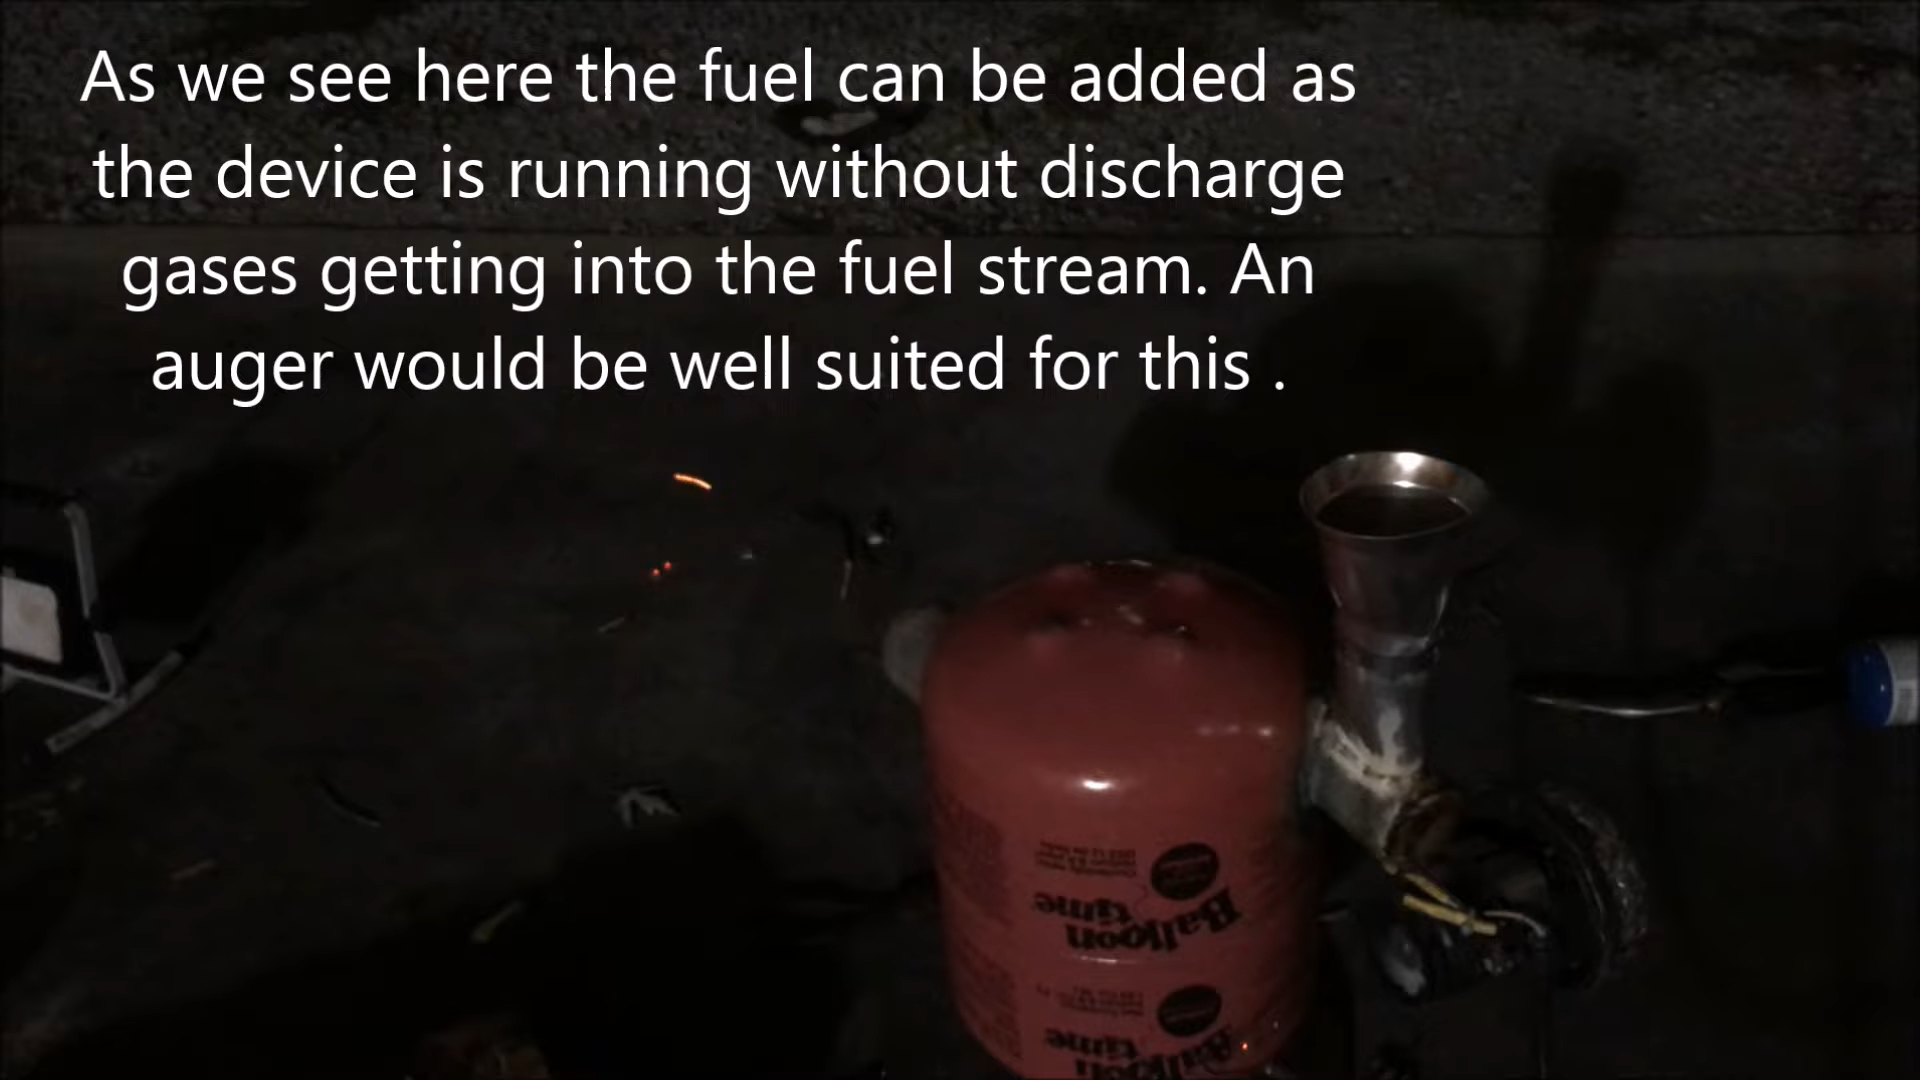 As we see here the fuel can be added as
the device is running without discharge
gases getting into the fuel stream. An
auger would be well suited for this .
Balloon
time
Balloon
time